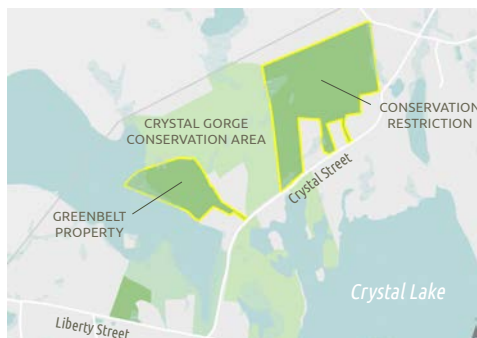 CRYSTAL GORGE
CONSERVATION AREA
CONSERVATION
RESTRICTION
GREENBELT
PROPERTY
Crystal Street
Crystal Lake
Liberty Street